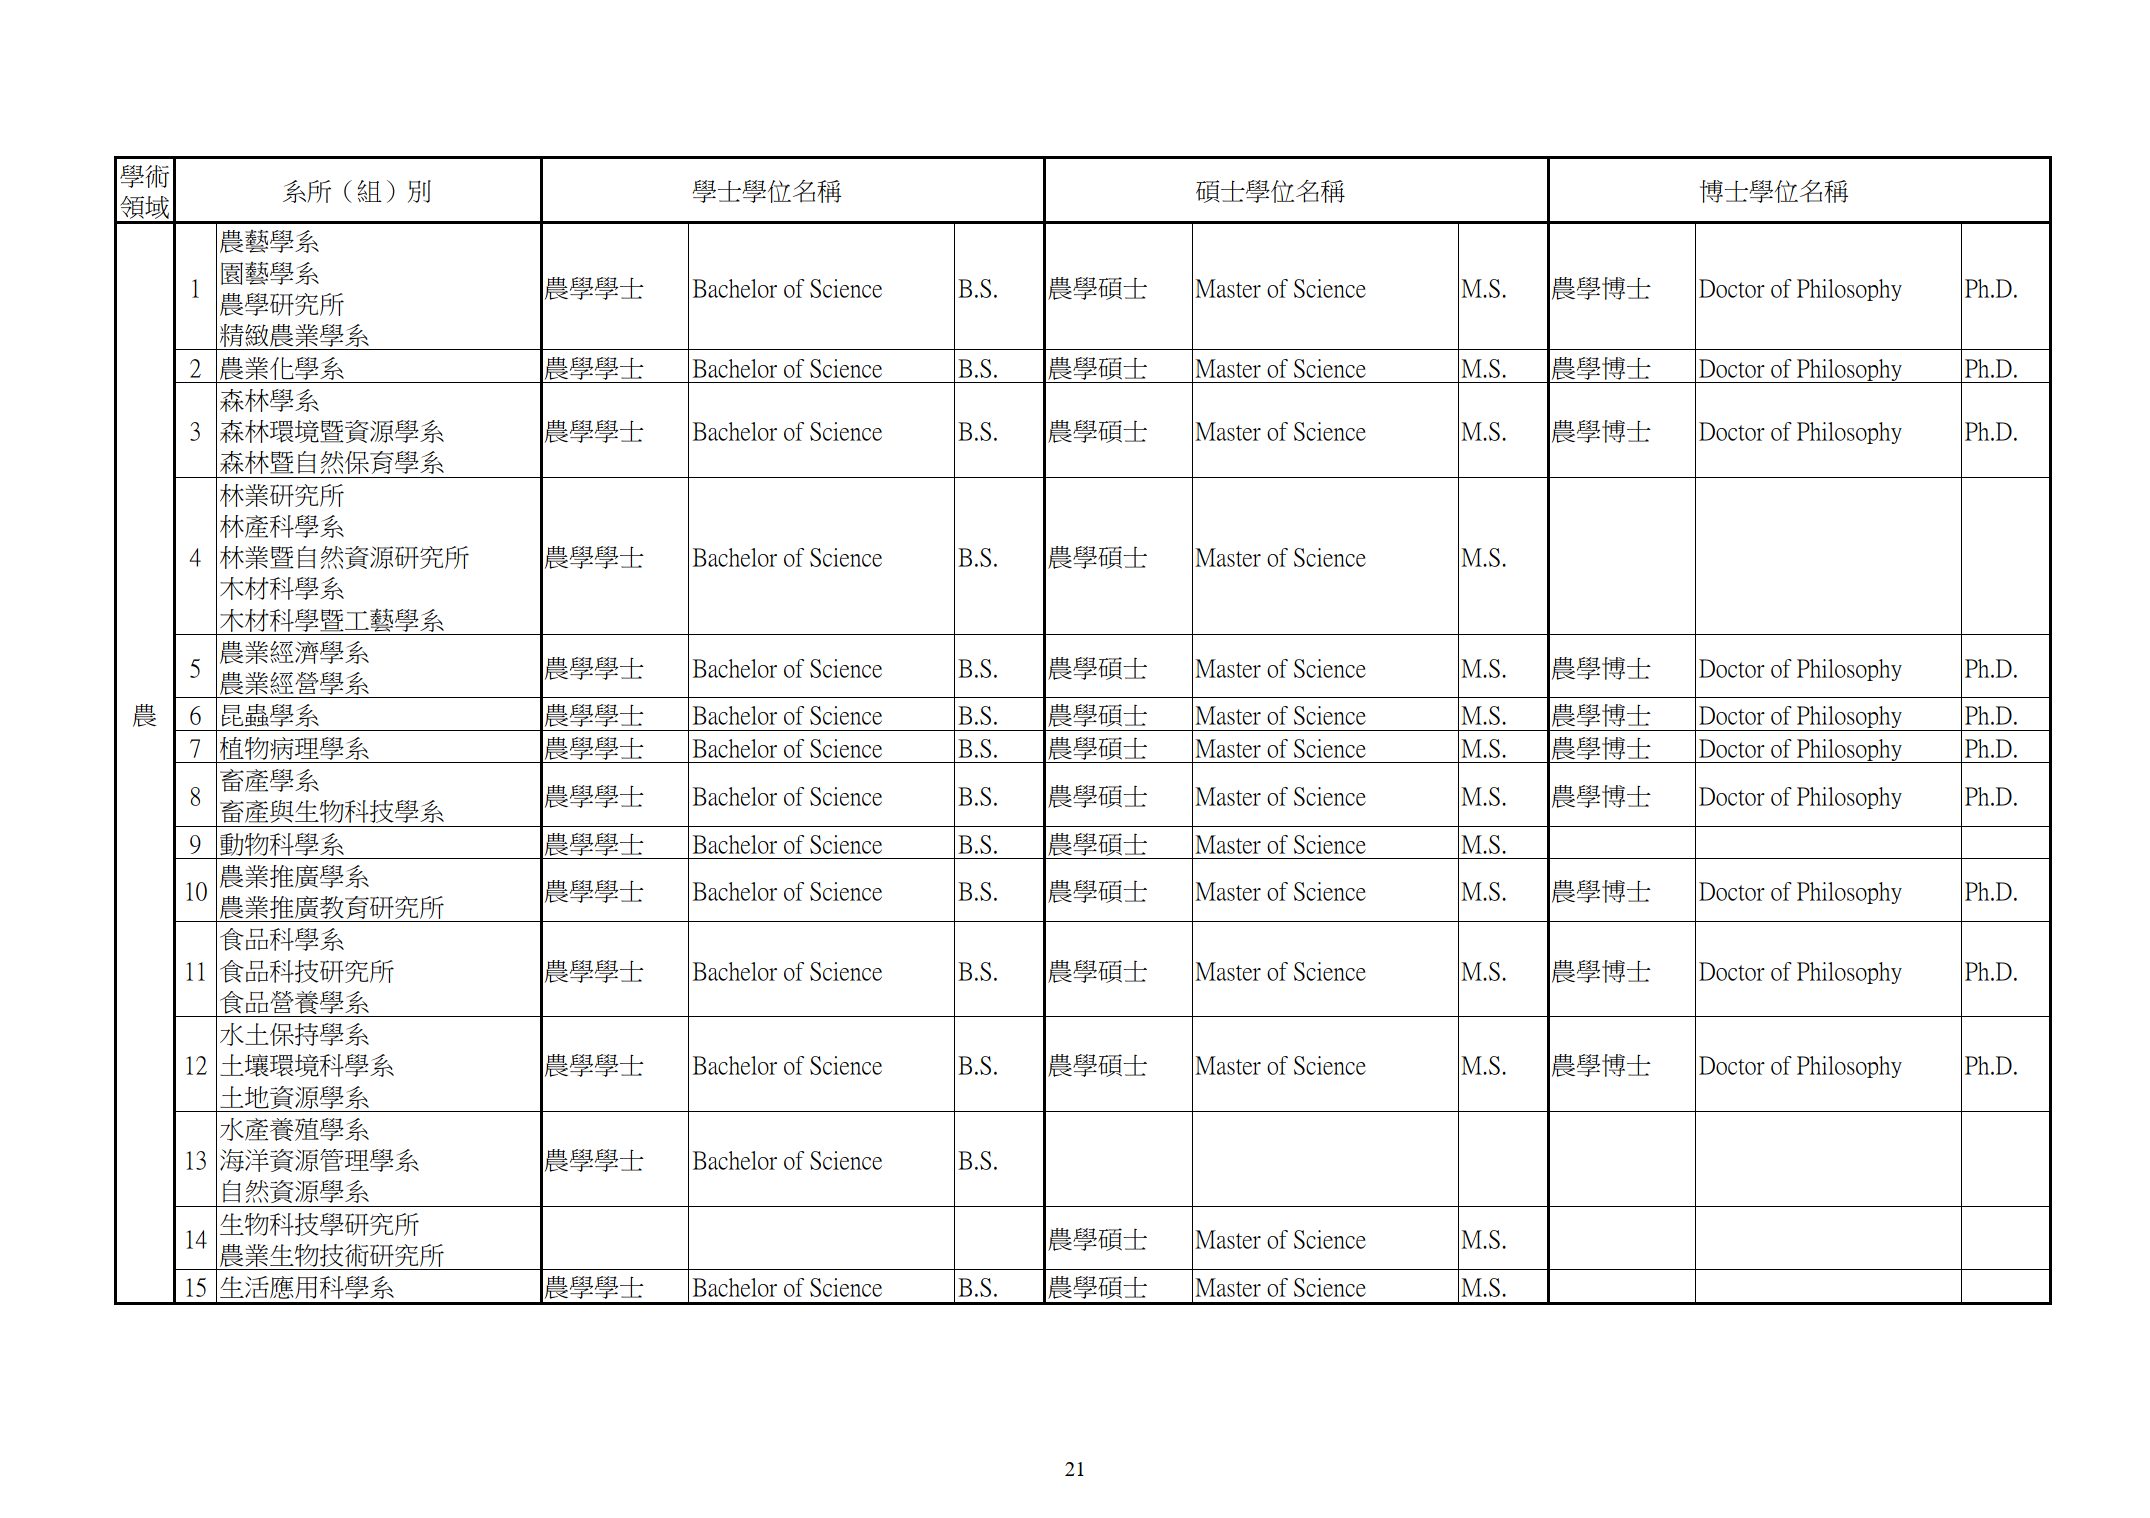 學術領域 系所（組）別 學士學位名稱 碩士學位名稱 博士學位名稱
農
1 農藝學系
園藝學系
農學研究所
精緻農業學系
農學學士 Bachelor of Science B.S. 農學碩士 Master of Science M.S. 農學博士 Doctor of Philosophy Ph.D.
2 農業化學系 農學學士 Bachelor of Science B.S. 農學碩士 Master of Science M.S. 農學博士 Doctor of Philosophy Ph.D.
3 森林學系
森林環境暨資源學系
森林暨自然保育學系
農學學士 Bachelor of Science B.S. 農學碩士 Master of Science M.S. 農學博士 Doctor of Philosophy Ph.D.
4 林業研究所
林產科學系
林業暨自然資源研究所
木材科學系
木材科學暨工藝學系
農學學士 Bachelor of Science B.S. 農學碩士 Master of Science M.S.
5 農業經濟學系
農業經營學系
農學學士 Bachelor of Science B.S. 農學碩士 Master of Science M.S. 農學博士 Doctor of Philosophy Ph.D.
6 昆蟲學系 農學學士 Bachelor of Science B.S. 農學碩士 Master of Science M.S. 農學博士 Doctor of Philosophy Ph.D.
7 植物病理學系 農學學士 Bachelor of Science B.S. 農學碩士 Master of Science M.S. 農學博士 Doctor of Philosophy Ph.D.
8 畜產學系
畜產與生物科技學系
農學學士 Bachelor of Science B.S. 農學碩士 Master of Science M.S. 農學博士 Doctor of Philosophy Ph.D.
9 動物科學系 農學學士 Bachelor of Science B.S. 農學碩士 Master of Science M.S.
10 農業推廣學系
農業推廣教育研究所
農學學士 Bachelor of Science B.S. 農學碩士 Master of Science M.S. 農學博士 Doctor of Philosophy Ph.D.
11 食品科學系
食品科技研究所
食品營養學系
農學學士 Bachelor of Science B.S. 農學碩士 Master of Science M.S. 農學博士 Doctor of Philosophy Ph.D.
12 水土保持學系
土壤環境科學系
土地資源學系
農學學士 Bachelor of Science B.S. 農學碩士 Master of Science M.S. 農學博士 Doctor of Philosophy Ph.D.
13 水產養殖學系
海洋資源管理學系
自然資源學系
農學學士 Bachelor of Science B.S.
14 生物科技學研究所
農業生物技術研究所
農學碩士 Master of Science M.S.
15 生活應用科學系 農學學士 Bachelor of Science B.S. 農學碩士 Master of Science M.S.
21